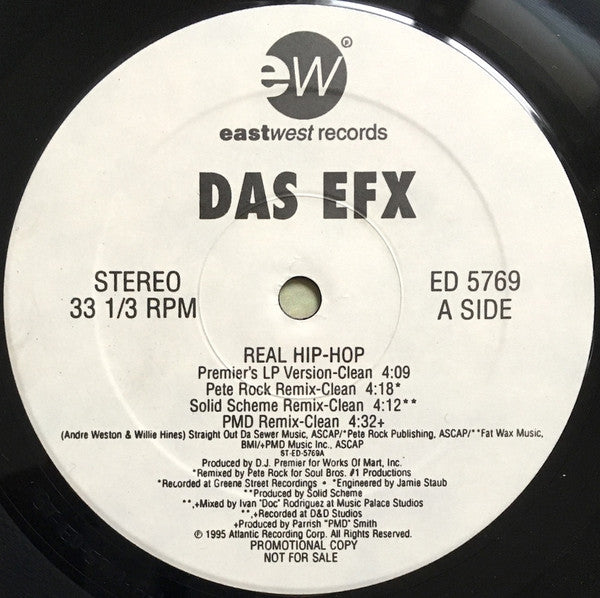 ew®
eastwest records
DAS EFX
STEREO
33 1/3 RPM
ED 5769
A SIDE
REAL HIP-HOP
Premier's LP Version-Clean 4:09
Pete Rock Remix-Clean 4:18*
Solid Scheme Remix-Clean 4:12**
PMD Remix-Clean 4:32+
(Andre Weston & Willie Hines) Straight Out Da Sewer Music, ASCAP/*Pete Rock Publishing, ASCAP/**Fat Wax Music,
BMI/+PMD Music Inc., ASCAP
ST-ED-5769A
Produced by D.J. Premier for Works Of Mart, Inc.
*Remixed by Pete Rock for Soul Bros. #1 Productions
*Recorded at Greene Street Recordings • *Engineered by Jamie Staub
**Produced by Solid Scheme
**,+Mixed by Ivan "Doc" Rodriguez at Music Palace Studios
**,+Recorded at D&D Studios
+Produced by Parrish "PMD" Smith
℗ 1995 Atlantic Recording Corp. All Rights Reserved.
PROMOTIONAL COPY
NOT FOR SALE